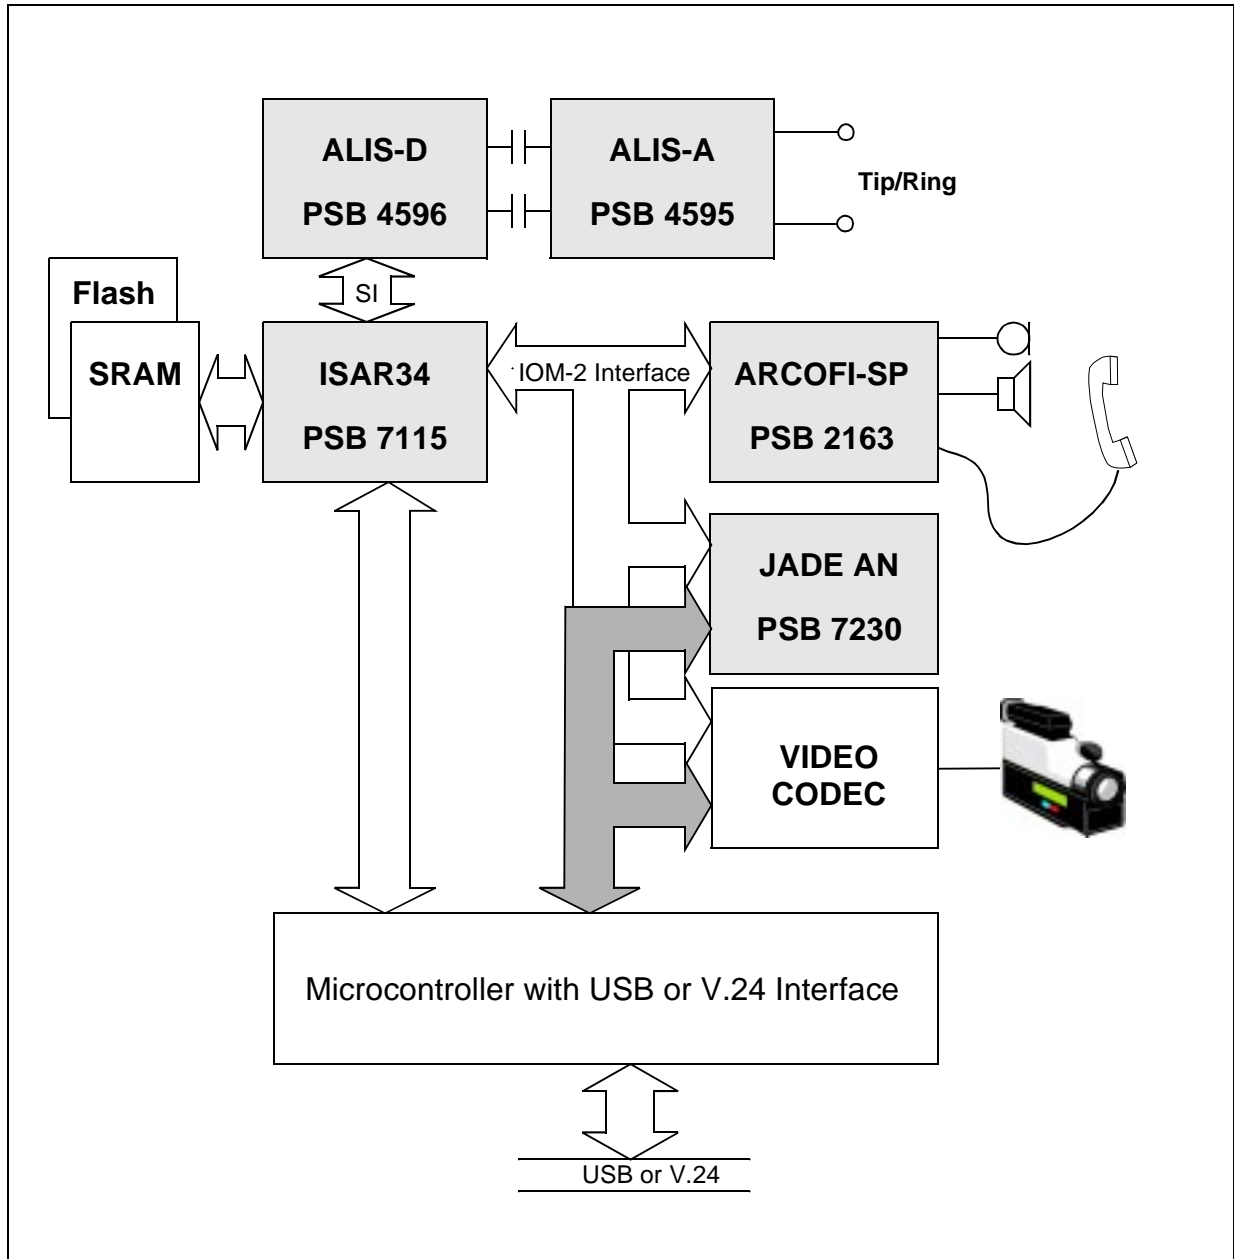 ALIS-D
PSB 4596
ALIS-A
PSB 4595
Tip/Ring
SI
Flash
SRAM
ISAR34
PSB 7115
IOM-2 Interface
ARCOFI-SP
PSB 2163
JADE AN
PSB 7230
VIDEO
CODEC
Microcontroller with USB or V.24 Interface
USB or V.24